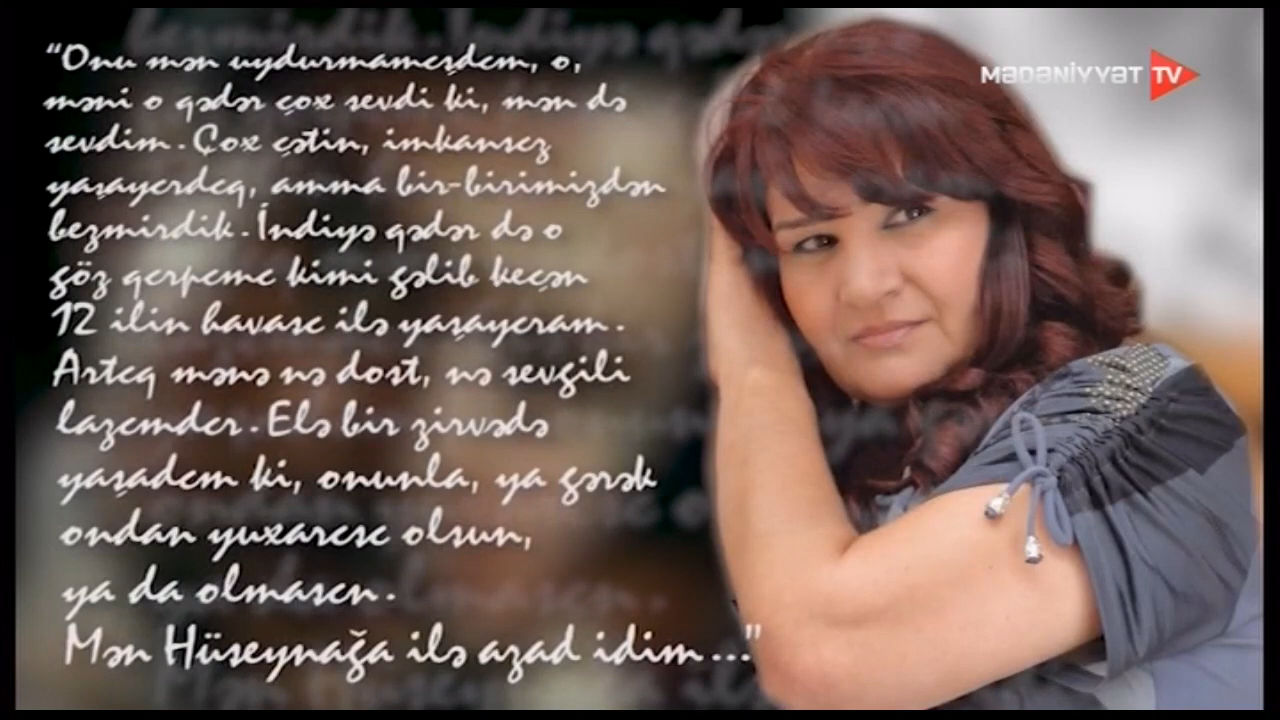 MƏDƏNİYYƏT TV
“Onu mən uydurmamışdım, o,
məni o qədər çox sevdi ki, mən də
sevdim. Çox çətin, imkansız
yaşayırdıq, amma bir-birimizdən
bezmirdik. İndiyə qədər də o
göz qırpımı kimi gəlib keçən
12 ilin havası ilə yaşayıram.
Artıq mənə nə dost, nə sevgili
lazımdır. Elə bir zirvədə
yaşadım ki, onunla, ya gərək
ondan yuxarısı olsun,
ya da olmasın.
Mən Hüseynağa ilə azad idim..."